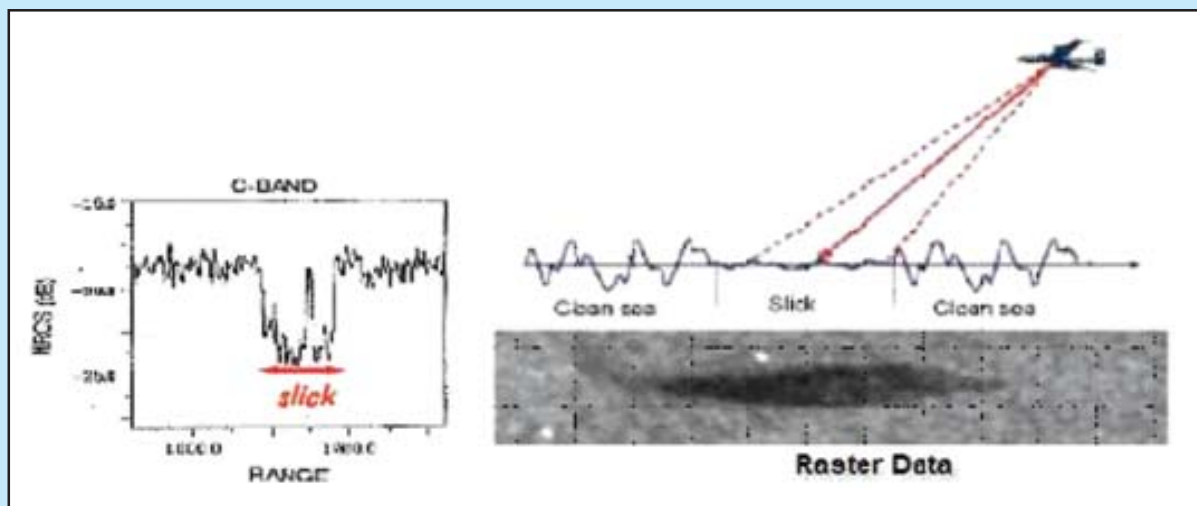 C-BAND
NRCS (dB)
RANGE
slick
Clean sea
Slick
Clean sea
Raster Data